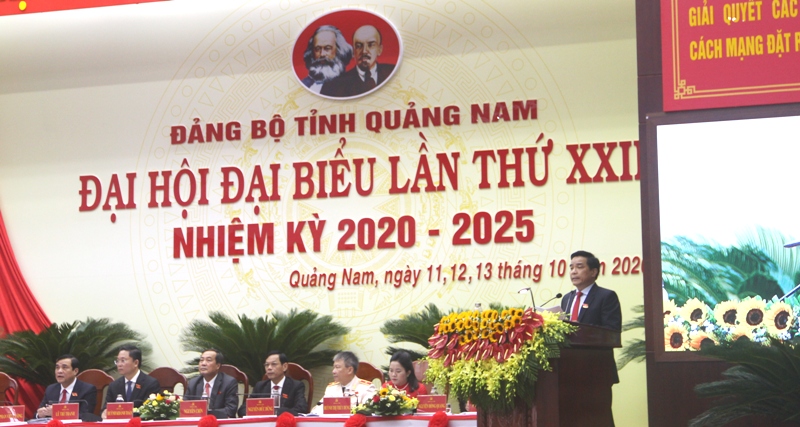 GIẢI QUYẾT CÁC
CÁCH MẠNG ĐẶT R
ĐẢNG BỘ TỈNH QUẢNG NAM
ĐẠI HỘI ĐẠI BIỂU LẦN THỨ XXII
NHIỆM KỲ 2020 - 2025
Quảng Nam, ngày 11,12,13 tháng 10 202